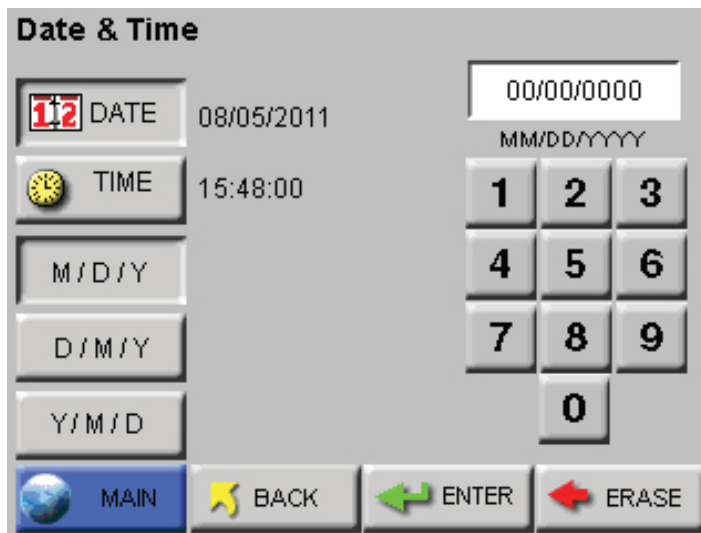 Date & Time
12 DATE 08/05/2011
00/00/0000
MM/DD/YYYY
TIME 15:48:00
1 2 3
M/D/Y
4 5 6
D/M/Y
7 8 9
Y/M/D
0
MAIN BACK ENTER ERASE